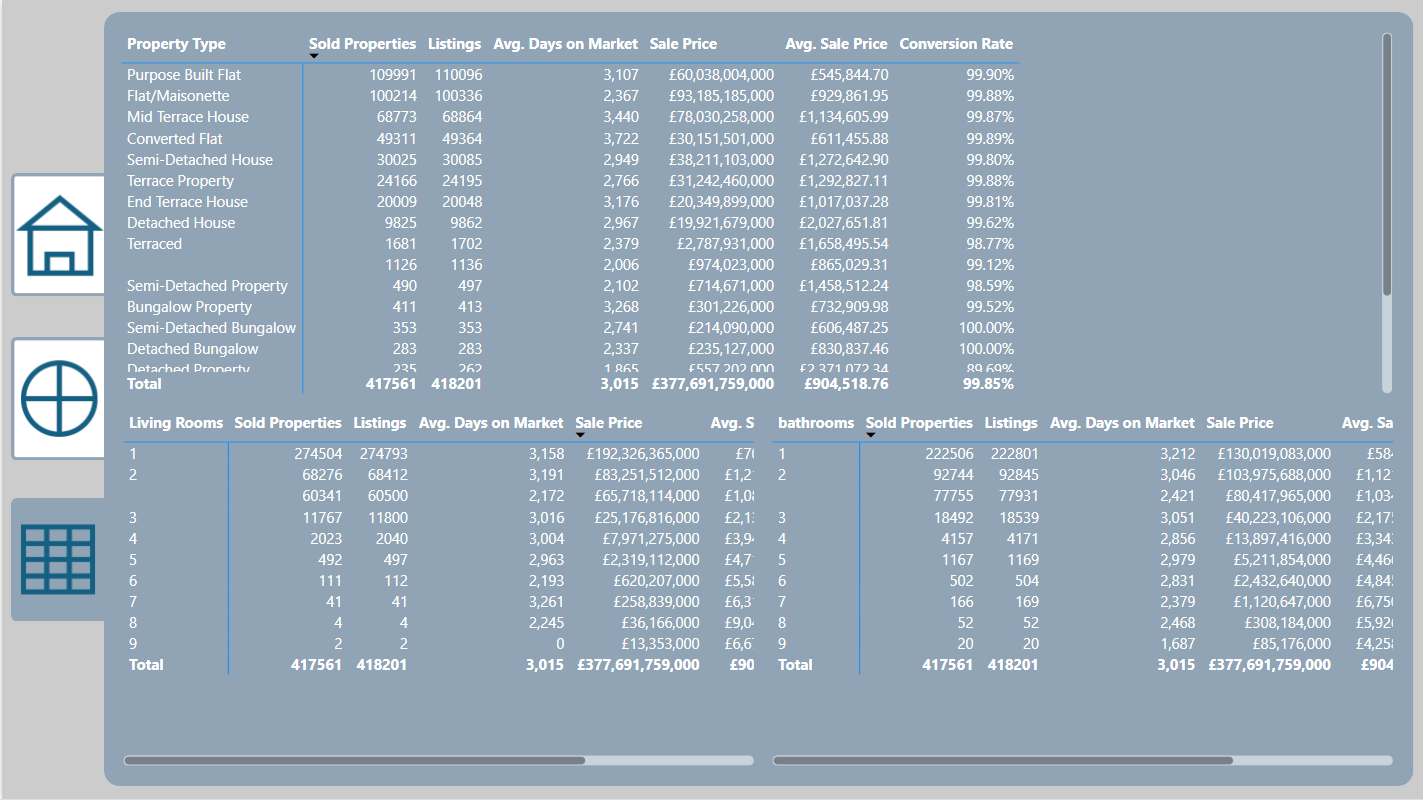 Property Type Sold Properties Listings Avg. Days on Market Sale Price Avg. Sale Price Conversion Rate
Purpose Built Flat 109991 110096 3,107 £60,038,004,000 £545,844.70 99.90%
Flat/Maisonette 100214 100336 2,367 £93,185,185,000 £929,861.95 99.88%
Mid Terrace House 68773 68864 3,440 £78,030,258,000 £1,134,605.99 99.87%
Converted Flat 49311 49364 3,722 £30,151,501,000 £611,455.88 99.89%
Semi-Detached House 30025 30085 2,949 £38,211,103,000 £1,272,642.90 99.80%
Terrace Property 24166 24195 2,766 £31,242,460,000 £1,292,827.11 99.88%
End Terrace House 20009 20048 3,176 £20,349,899,000 £1,017,037.28 99.81%
Detached House 9825 9862 2,967 £19,921,679,000 £2,027,651.81 99.62%
Terraced 1681 1702 2,379 £2,787,931,000 £1,658,495.54 98.77%
1126 1136 2,006 £974,023,000 £865,029.31 99.12%
Semi-Detached Property 490 497 2,102 £714,671,000 £1,458,512.24 98.59%
Bungalow Property 411 413 3,268 £301,226,000 £732,909.98 99.52%
Semi-Detached Bungalow 353 353 2,741 £214,090,000 £606,487.25 100.00%
Detached Bungalow 283 283 2,337 £235,127,000 £830,837.46 100.00%
Detached Property 235 262 1,865 £557,202,000 £2,371,072.34 89.69%
Total 417561 418201 3,015 £377,691,759,000 £904,518.76 99.85%
Living Rooms Sold Properties Listings Avg. Days on Market Sale Price Avg. S
1 274504 274793 3,158 £192,326,365,000 £70
2 68276 68412 3,191 £83,251,512,000 £1,2
60341 60500 2,172 £65,718,114,000 £1,0
3 11767 11800 3,016 £25,176,816,000 £2,1
4 2023 2040 3,004 £7,971,275,000 £3,9
5 492 497 2,963 £2,319,112,000 £4,7
6 111 112 2,193 £620,207,000 £5,5
7 41 41 3,261 £258,839,000 £6,3
8 4 4 2,245 £36,166,000 £9,0
9 2 2 0 £13,353,000 £6,6
Total 417561 418201 3,015 £377,691,759,000 £90
bathrooms Sold Properties Listings Avg. Days on Market Sale Price Avg. Sa
1 222506 222801 3,212 £130,019,083,000 £58
2 92744 92845 3,046 £103,975,688,000 £1,12
77755 77931 2,421 £80,417,965,000 £1,03
3 18492 18539 3,051 £40,223,106,000 £2,17
4 4157 4171 2,856 £13,897,416,000 £3,34
5 1167 1169 2,979 £5,211,854,000 £4,46
6 502 504 2,831 £2,432,640,000 £4,84
7 166 169 2,379 £1,120,647,000 £6,75
8 52 52 2,468 £308,184,000 £5,92
9 20 20 1,687 £85,176,000 £4,25
Total 417561 418201 3,015 £377,691,759,000 £904